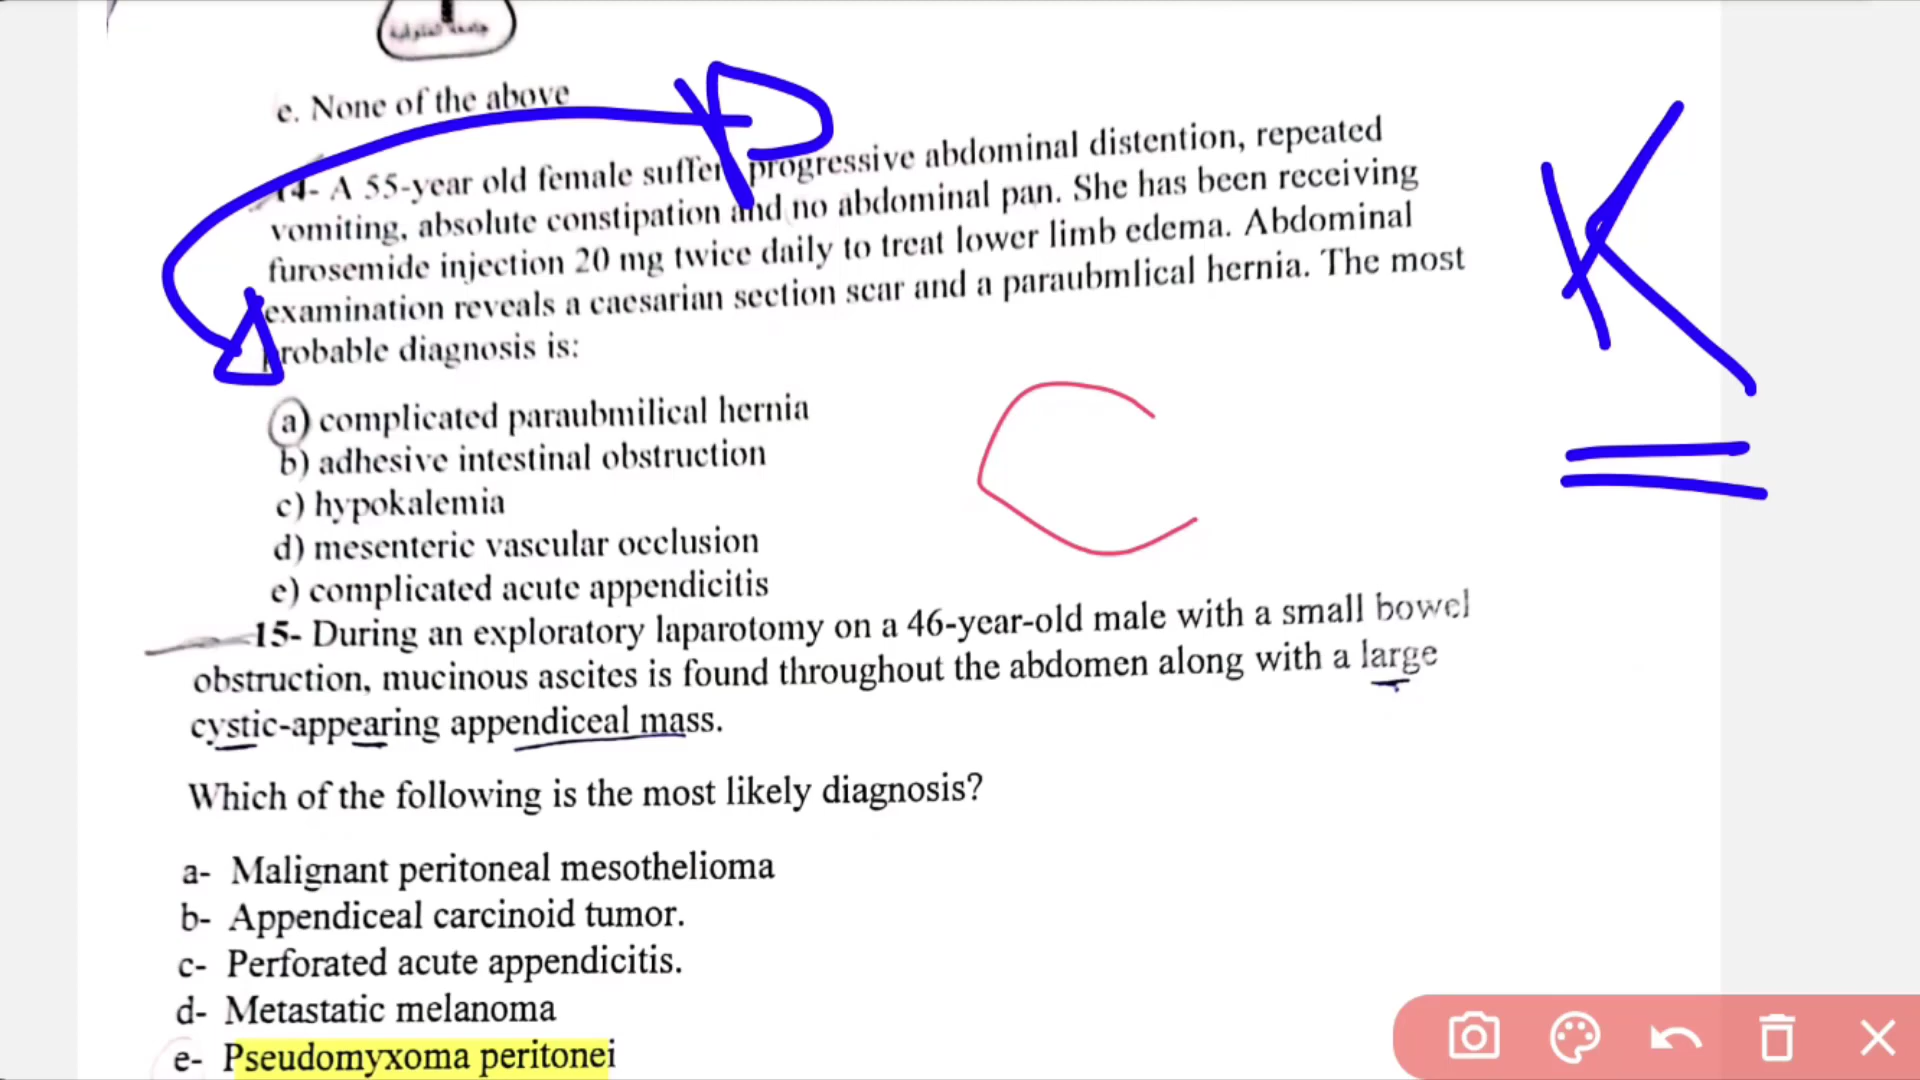 جامعة المنوفية
e. None of the above
14- A 55-year old female suffer progressive abdominal distention, repeated
vomiting, absolute constipation and no abdominal pan. She has been receiving
furosemide injection 20 mg twice daily to treat lower limb edema. Abdominal
examination reveals a caesarian section scar and a paraubmlical hernia. The most
probable diagnosis is:
K
a) complicated paraubmilical hernia
b) adhesive intestinal obstruction
c) hypokalemia
d) mesenteric vascular occlusion
e) complicated acute appendicitis
C
15- During an exploratory laparotomy on a 46-year-old male with a small bowel
obstruction, mucinous ascites is found throughout the abdomen along with a large
cystic-appearing appendiceal mass.
Which of the following is the most likely diagnosis?
a- Malignant peritoneal mesothelioma
b- Appendiceal carcinoid tumor.
c- Perforated acute appendicitis.
d- Metastatic melanoma
e- Pseudomyxoma peritonei